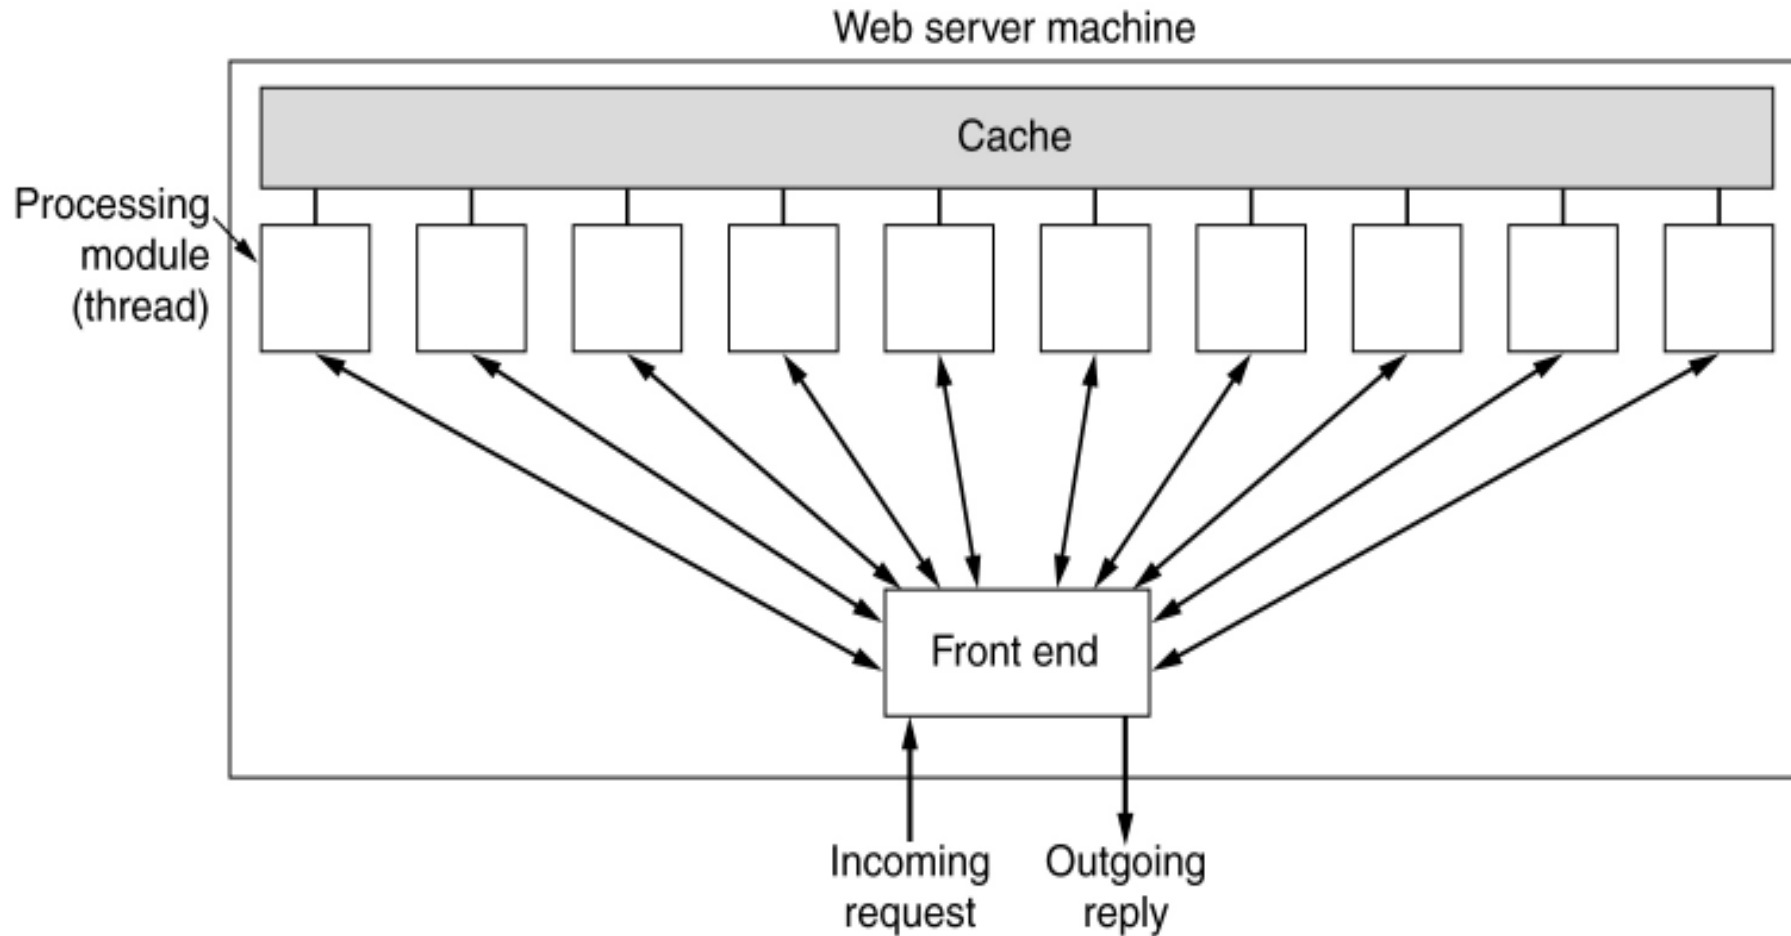 Web server machine
Cache
Processing
module
(thread)
Front end
Incoming
request
Outgoing
reply